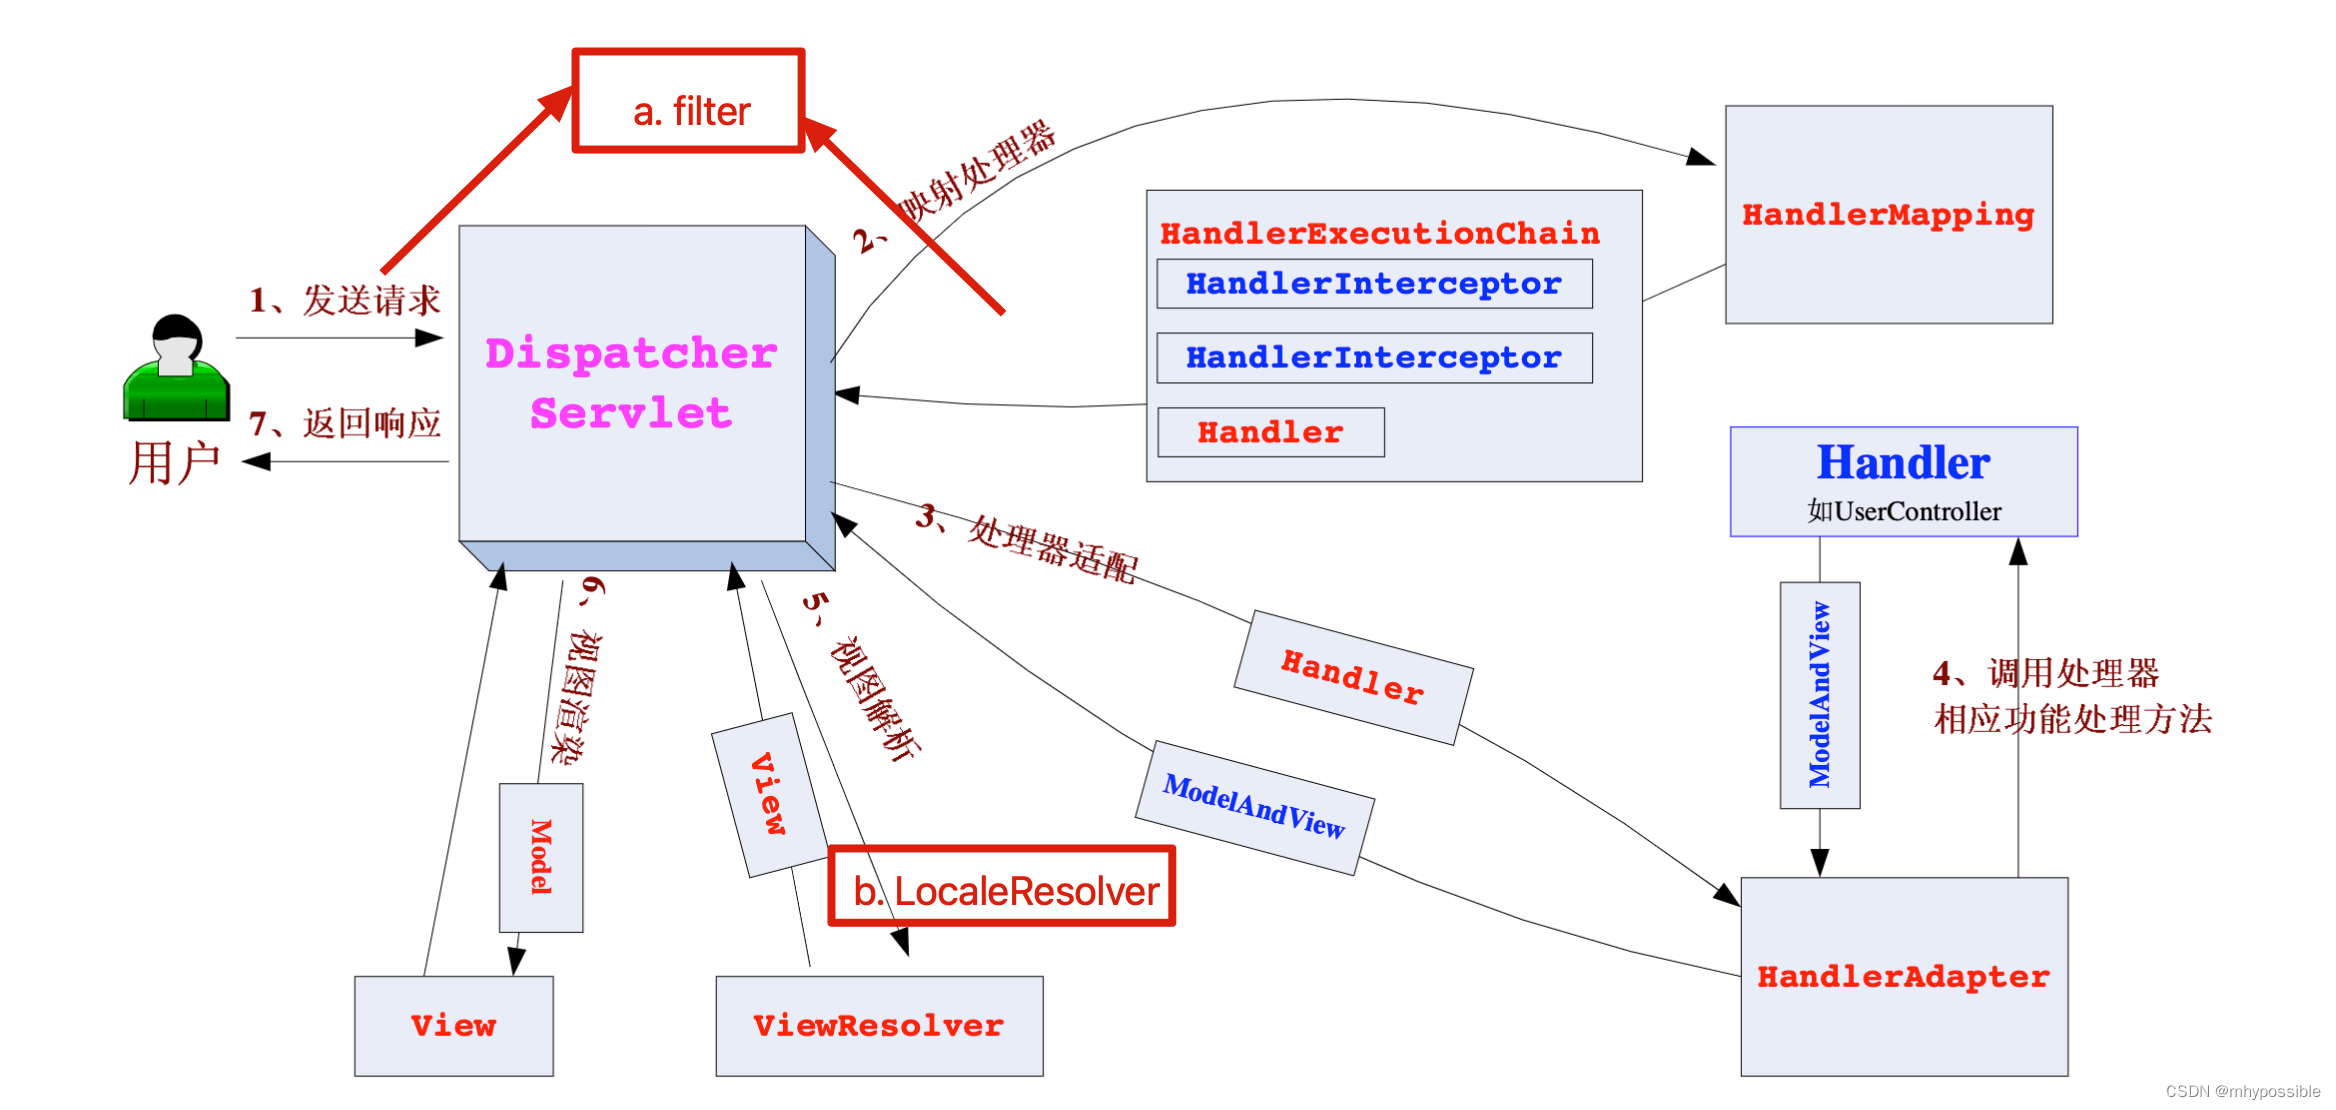 a. filter
2、映射处理器
HandlerMapping
HandlerExecutionChain
HandlerInterceptor
HandlerInterceptor
Handler
1、发送请求
Dispatcher
Servlet
7、返回响应
用户
Handler
如UserController
3、处理器适配
Handler
ModelAndView
ModelAndView
4、调用处理器
相应功能处理方法
6、视图渲染
5、视图解析
Model
View
b. LocaleResolver
View
ViewResolver
HandlerAdapter
CSDN @mhypossible